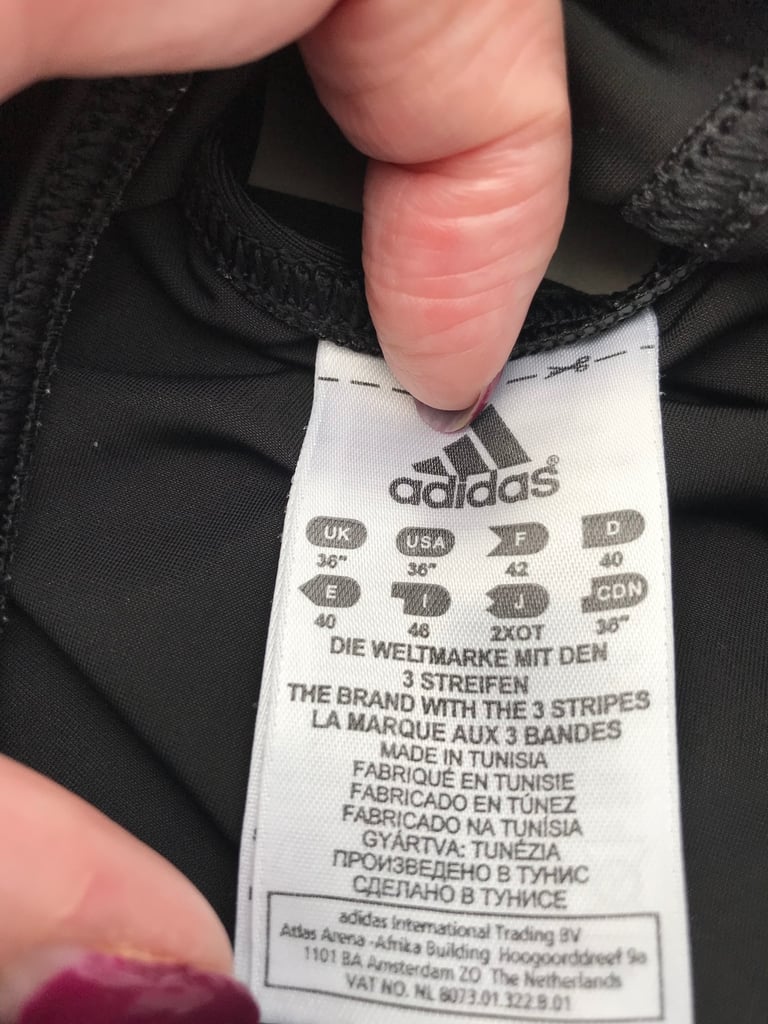 adidas®
UK USA F D
36" 36" 42 40
E I J CDN
40 46 2XOT 36"
DIE WELTMARKE MIT DEN
3 STREIFEN
THE BRAND WITH THE 3 STRIPES
LA MARQUE AUX 3 BANDES
MADE IN TUNISIA
FABRIQUÉ EN TUNISIE
FABRICADO EN TÚNEZ
FABRICADO NA TUNÍSIA
GYÁRTVA: TUNÉZIA
ПРОИЗВЕДЕНО В ТУНИС
СДЕЛАНО В ТУНИСЕ
adidas International Trading BV
Atlas Arena -Afrika Building Hoogoorddreef 9a
1101 BA Amsterdam ZO The Netherlands
VAT NO. NL 8073.01.322.B.01